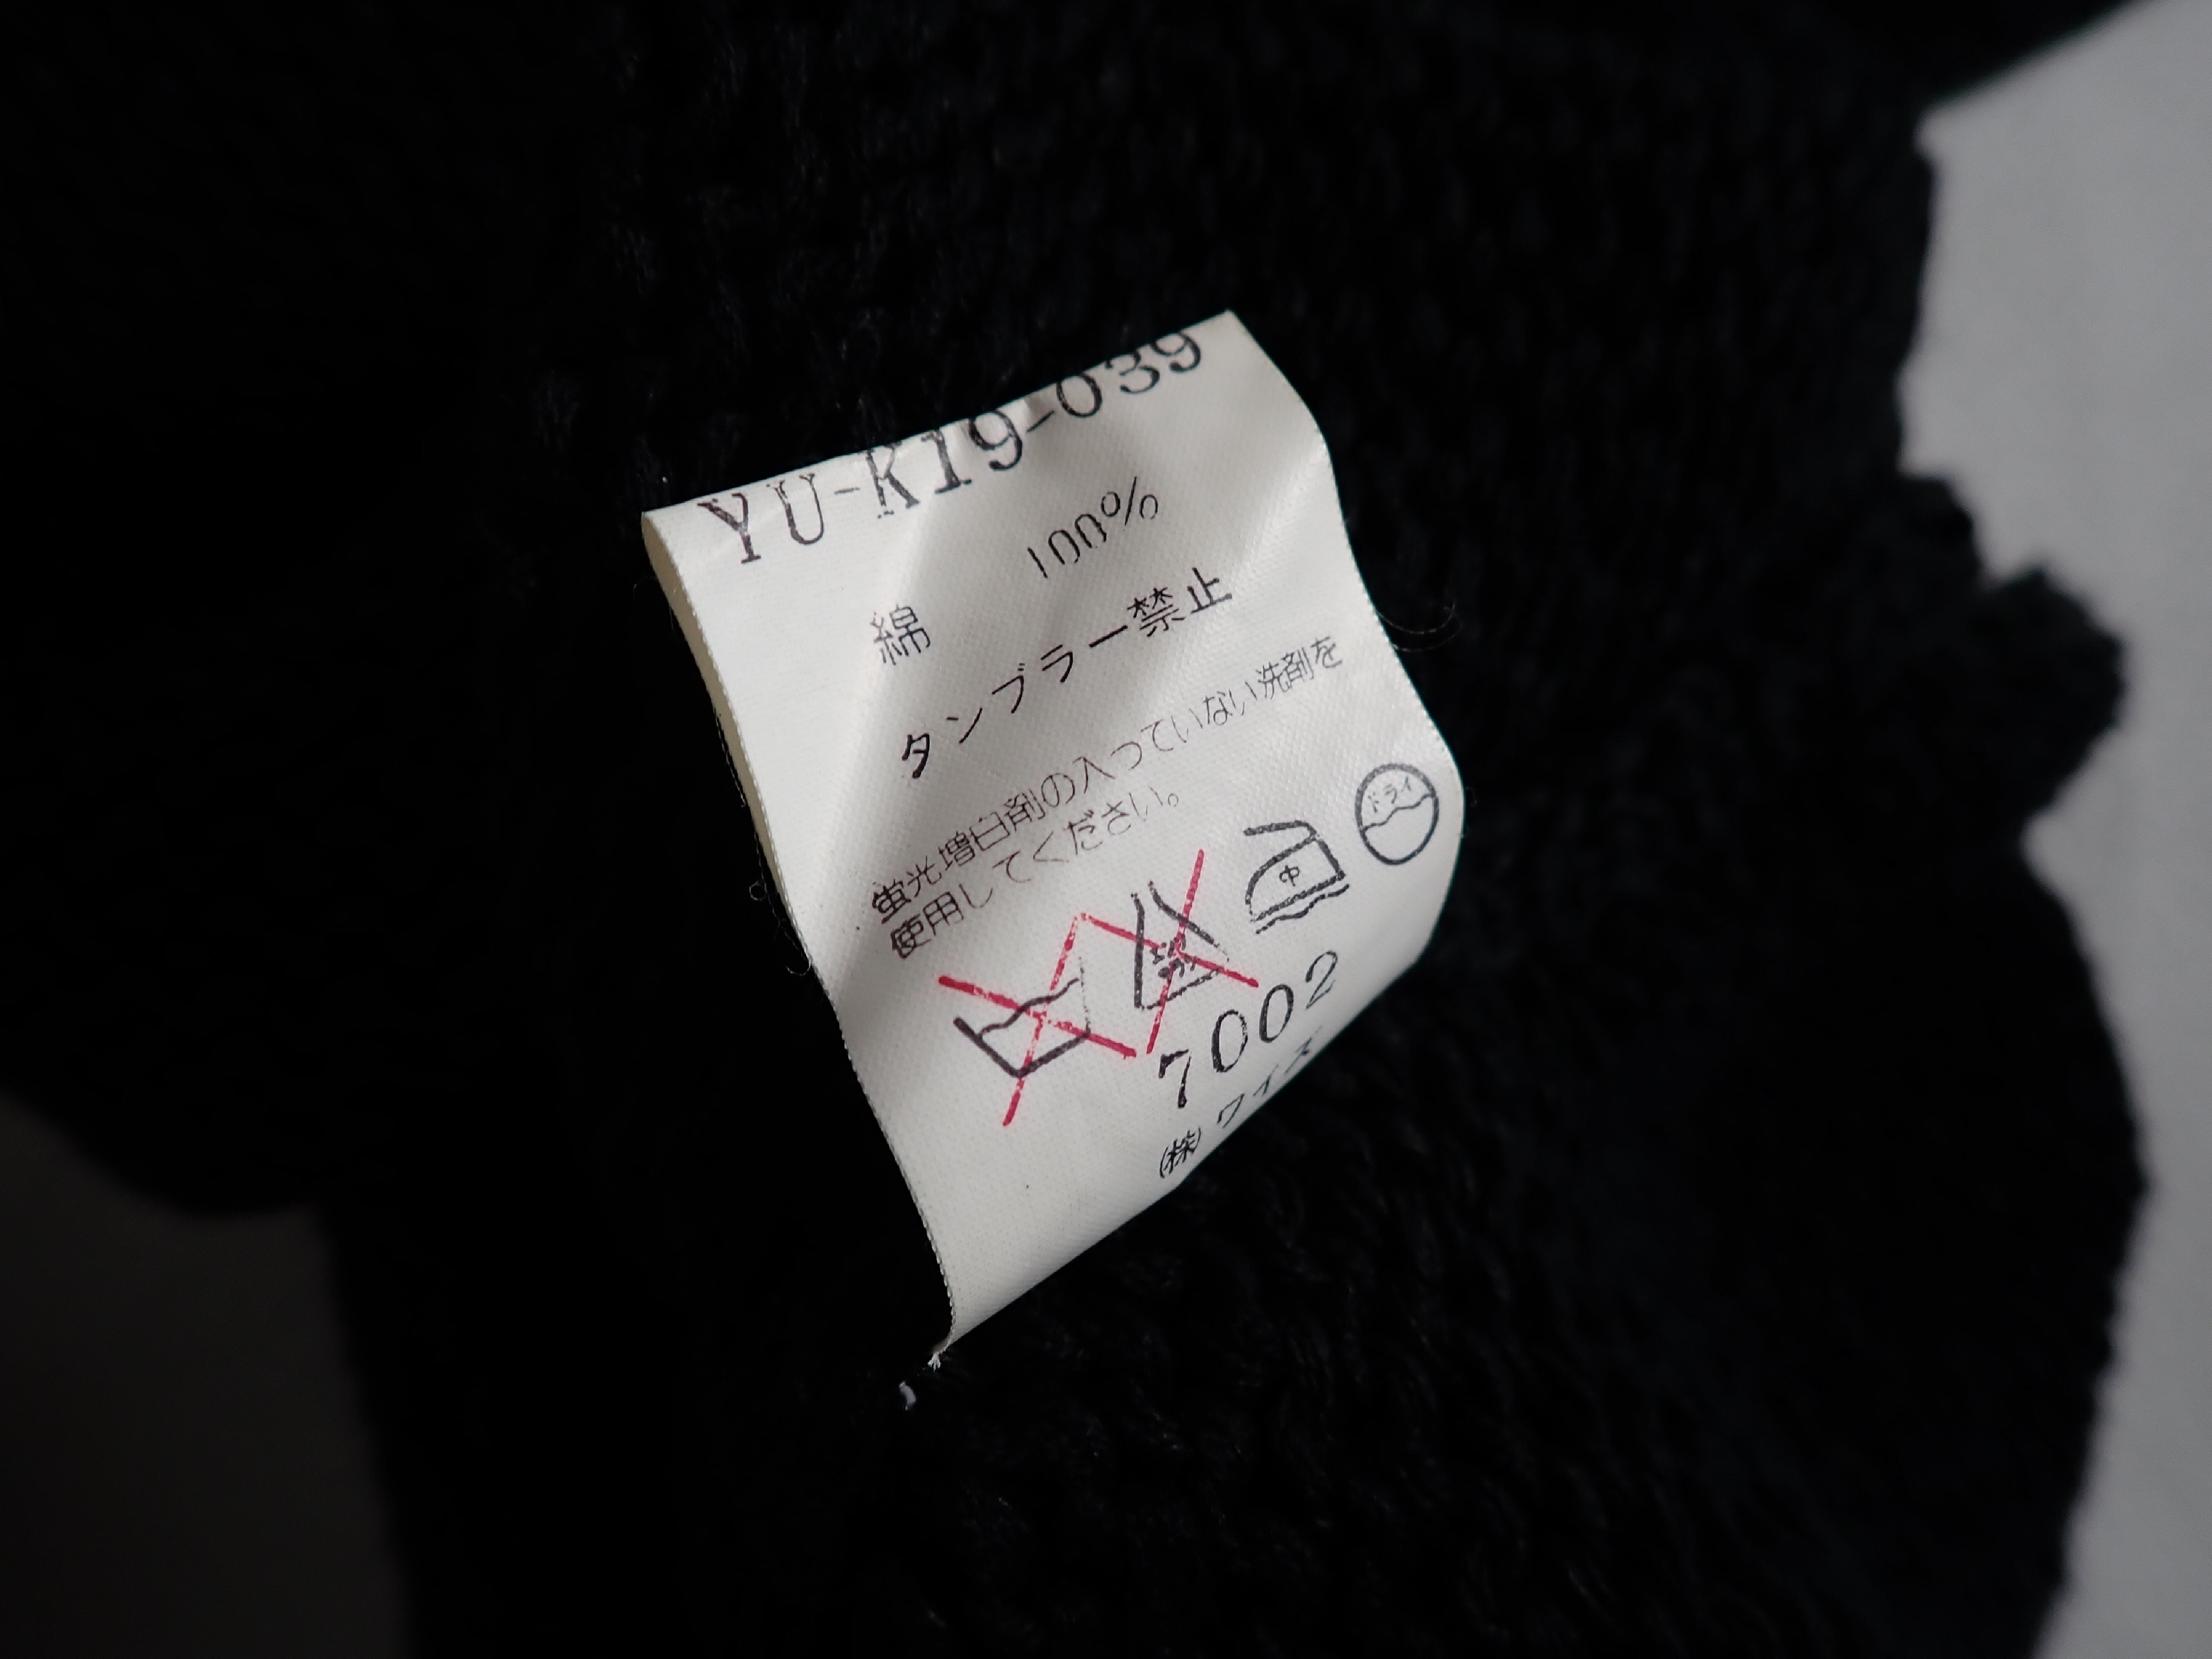 YU-K19-039
綿 100%
タンブラー禁止
蛍光増白剤の入っていない洗剤を
使用してください。
中
ドライ
7002
(株)ワイズ